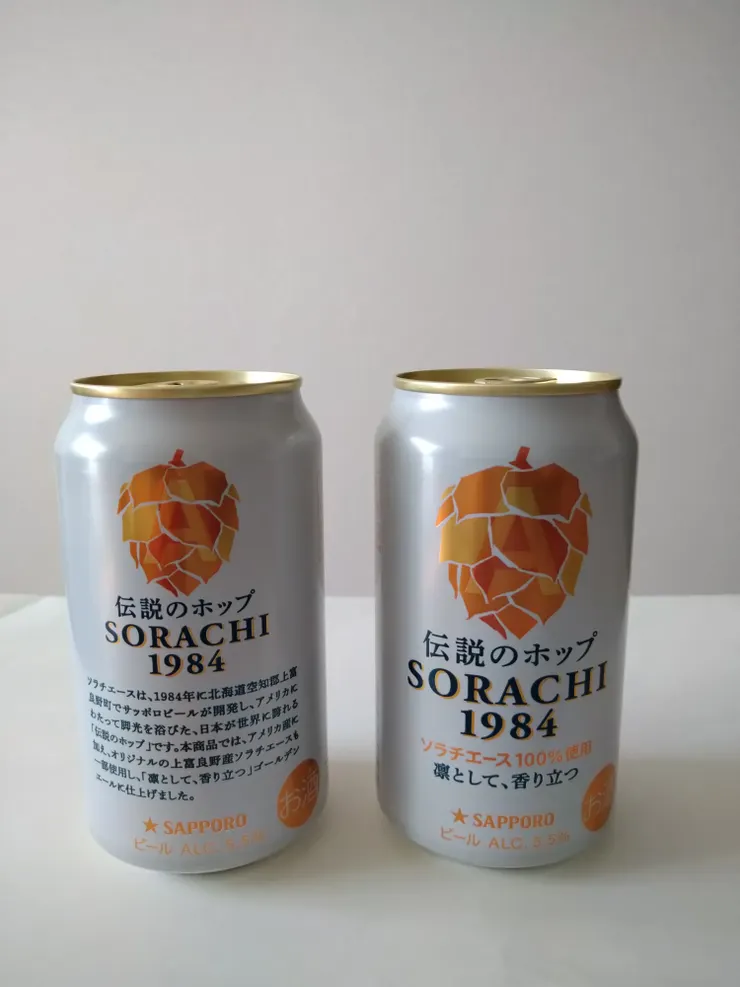 伝説のホップ
SORACHI
1984
ソラチエースは、1984年に北海道空知郡上富
良野町でサッポロビールが開発し、アメリカに
わたって脚光を浴びた、日本が世界に誇れる
「伝説のホップ」です。本商品では、アメリカ産に
加え、オリジナルの上富良野産ソラチエースも
一部使用し、「凛として、香り立つ」ゴールデン
エールに仕上げました。
お酒
★ SAPPORO
ビール ALC. 5.5%
伝説のホップ
SORACHI
1984
ソラチエース100%使用
凛として、香り立つ
お酒
★ SAPPORO
ビール ALC. 5.5%